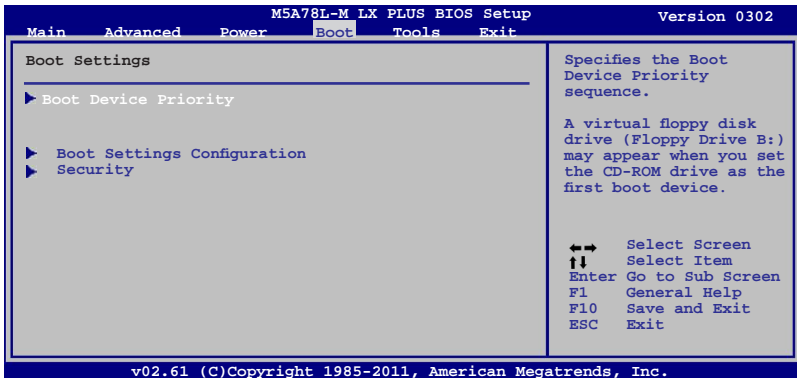 M5A78L-M LX PLUS BIOS Setup Version 0302
Main Advanced Power Boot Tools Exit
Boot Settings
Boot Device Priority
Boot Settings Configuration
Security
Specifies the Boot
Device Priority
sequence.
A virtual floppy disk
drive (Floppy Drive B:)
may appear when you set
the CD-ROM drive as the
first boot device.
←→ Select Screen
↑↓ Select Item
Enter Go to Sub Screen
F1 General Help
F10 Save and Exit
ESC Exit
v02.61 (C)Copyright 1985-2011, American Megatrends, Inc.